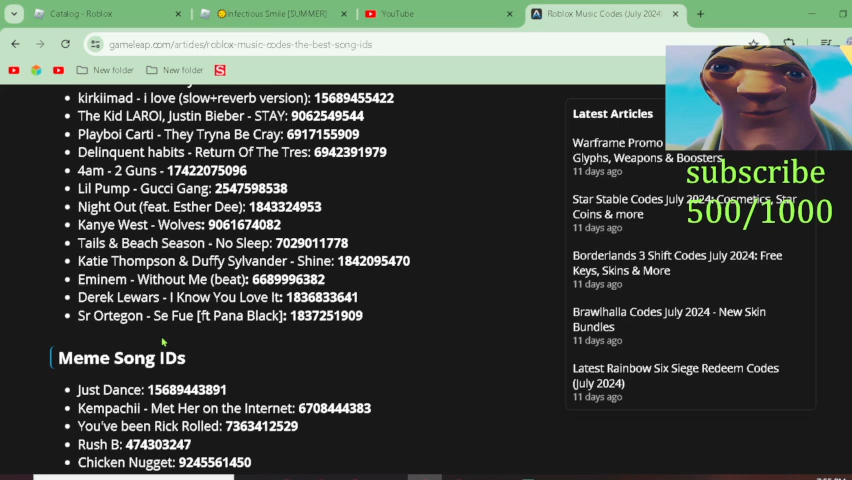 Catalog - Roblox
Infectious Smile [SUMMER]
YouTube
Roblox Music Codes (July 2024)
gameleap.com/articles/roblox-music-codes-the-best-song-ids
New folder
New folder
kirkiimad - i love (slow+reverb version): 15689455422
The Kid LAROI, Justin Bieber - STAY: 9062549544
Playboi Carti - They Tryna Be Cray: 6917155909
Delinquent habits - Return Of The Tres: 6942391979
4am - 2 Guns - 17422075096
Lil Pump - Gucci Gang: 2547598538
Night Out (feat. Esther Dee): 1843324953
Kanye West - Wolves: 9061674082
Tails & Beach Season - No Sleep: 7029011778
Katie Thompson & Duffy Sylvander - Shine: 1842095470
Eminem - Without Me (beat): 6689996382
Derek Lewars - I Know You Love It: 1836833641
Sr Ortegon - Se Fue [ft Pana Black]: 1837251909
Meme Song IDs
Just Dance: 15689443891
Kempachii - Met Her on the Internet: 6708444383
You've been Rick Rolled: 7363412529
Rush B: 474303247
Chicken Nugget: 9245561450
Latest Articles
Warframe Promo
Glyphs, Weapons & Boosters
11 days ago
Star Stable Codes July 2024: Cosmetics, Star
Coins & more
11 days ago
Borderlands 3 Shift Codes July 2024: Free
Keys, Skins & More
11 days ago
Brawlhalla Codes July 2024 - New Skin
Bundles
11 days ago
Latest Rainbow Six Siege Redeem Codes
(July 2024)
11 days ago
subscribe
500/1000